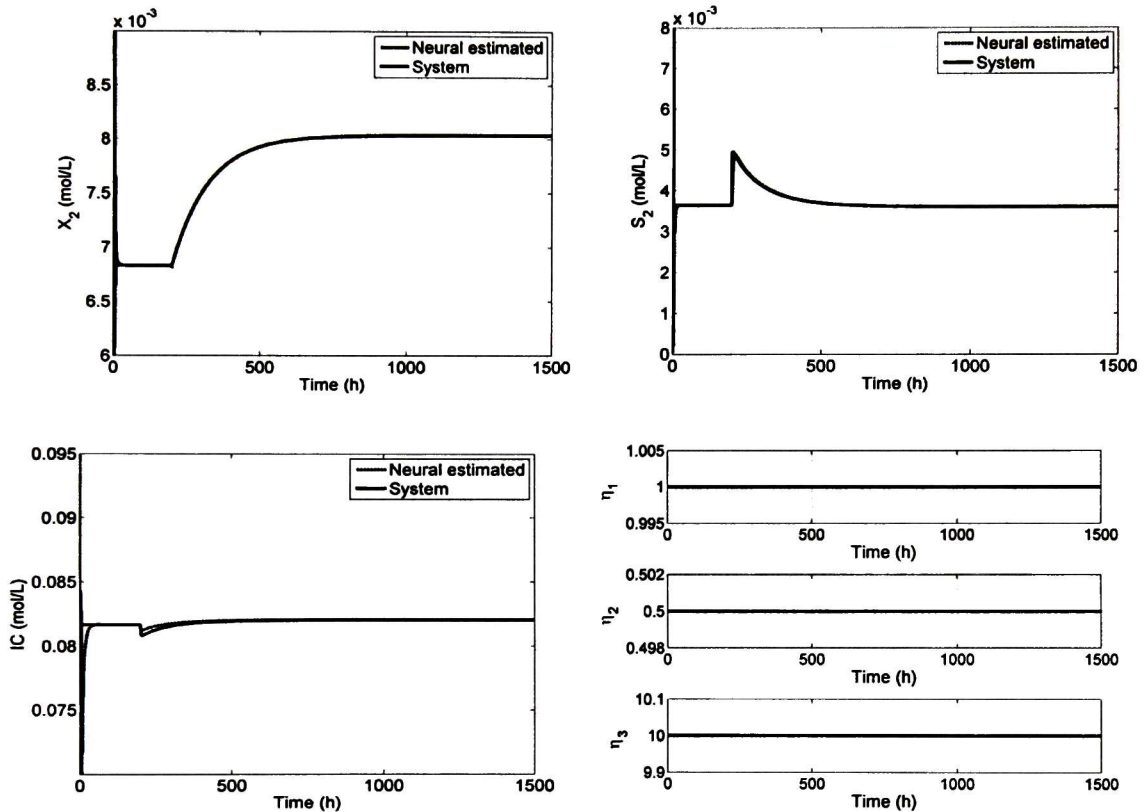 x 10⁻³
8.5
8
7.5
7
6.5
6
X₂ (mol/L)
Neural estimated
System
0 500 1000 1500
Time (h)
x 10⁻³
8
7
6
5
4
3
2
1
0
S₂ (mol/L)
Neural estimated
System
0 500 1000 1500
Time (h)
0.095
0.09
0.085
0.08
0.075
IC (mol/L)
Neural estimated
System
0 500 1000 1500
Time (h)
1.005
1
0.995
η₁
0 500 1000 1500
Time (h)
0.502
0.5
0.498
η₂
0 500 1000 1500
Time (h)
10.1
10
9.9
η₃
0 500 1000 1500
Time (h)